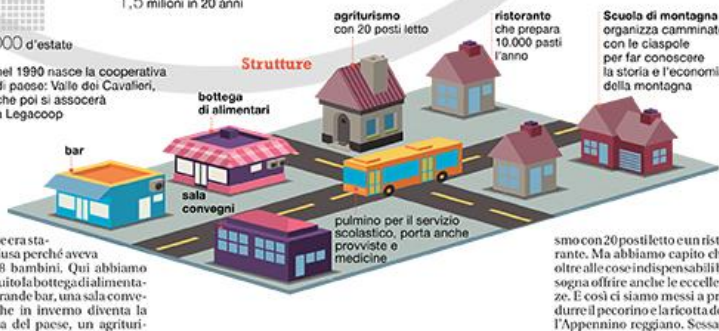 1,5 milioni in 20 anni
000 d'estate
nel 1990 nasce la cooperativa
di paese: Valle dei Cavalieri,
che poi si assocerà
a Legacoop
Strutture
agriturismo
con 20 posti letto
ristorante
che prepara
10.000 pasti
l'anno
Scuola di montagna
organizza camminate
con le ciaspole
per far conoscere
la storia e l'economia
della montagna
bottega
di alimentari
bar
sala
convegni
pulmino per il servizio
scolastico, porta anche
provviste e
medicine
e era sta-
usa perché aveva
8 bambini. Qui abbiamo
uito la bottega di alimenta-
rande bar, una sala conve-
he in inverno diventa la
a del paese, un agrituri-
smo con 20 posti letto e un rist
rante. Ma abbiamo capito ch
oltre alle cose indispensabili b
sogna offrire anche le eccelle
ze. E così ci siamo messi a pr
durre il pecorino e la ricotta de
l'Appennino reggiano. Sessa